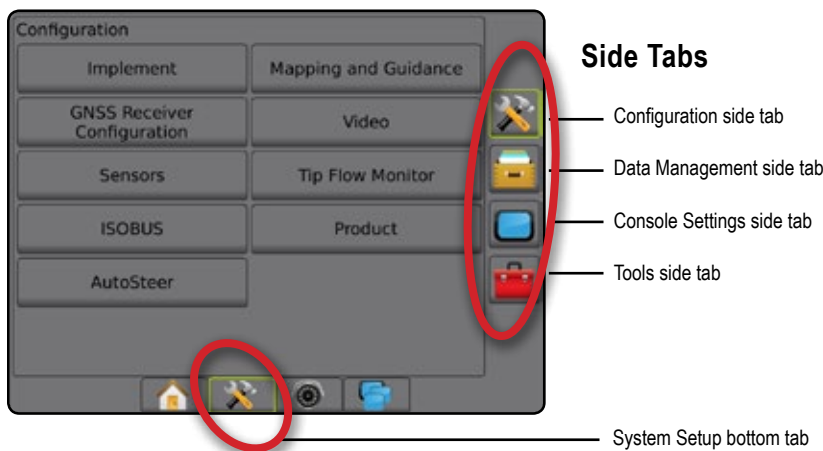 Configuration
Implement
Mapping and Guidance
GNSS Receiver
Configuration
Video
Sensors
Tip Flow Monitor
ISOBUS
Product
AutoSteer
Side Tabs
Configuration side tab
Data Management side tab
Console Settings side tab
Tools side tab
System Setup bottom tab